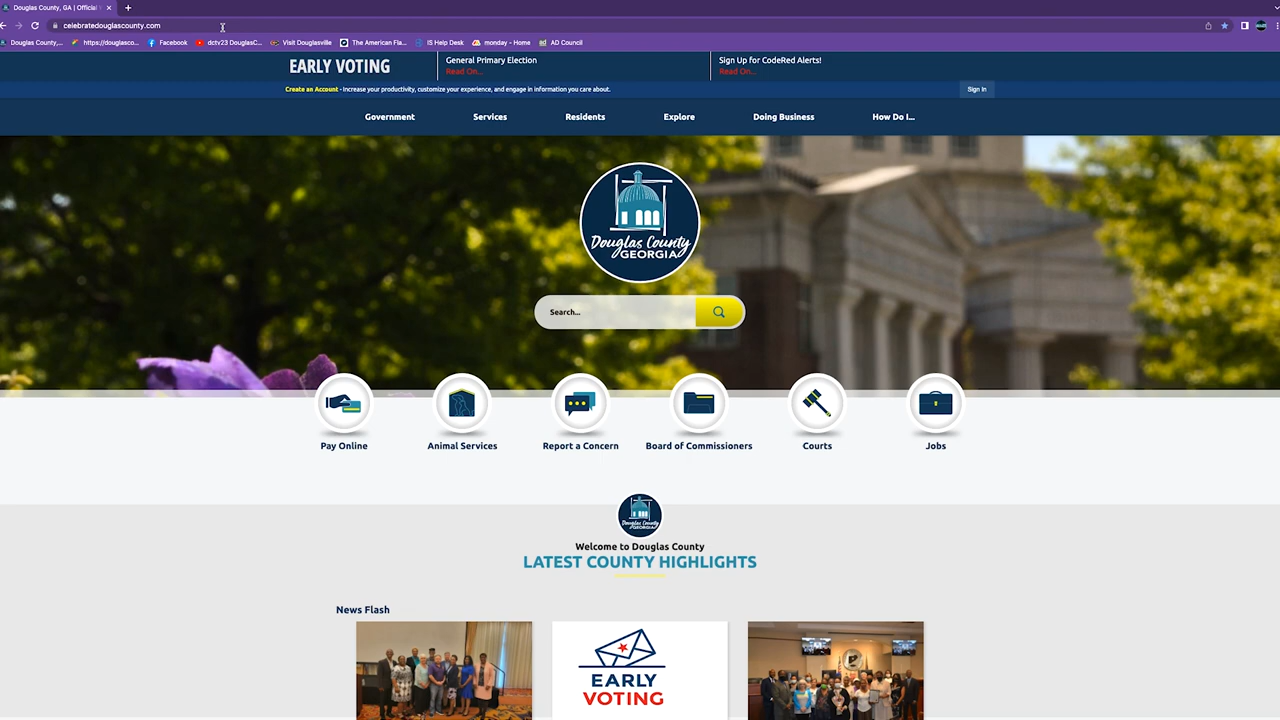 Douglas County, GA | Official
celebratedouglascounty.com
Douglas County,...
https://douglasco...
Facebook
dctv23 DouglasC...
Visit Douglasville
The American Fla...
IS Help Desk
monday - Home
AD Council
EARLY VOTING
General Primary Election
Read On...
Sign Up for CodeRed Alerts!
Read On...
Create an Account - Increase your productivity, customize your experience, and engage in information you care about.
Sign In
Government
Services
Residents
Explore
Doing Business
How Do I...
Douglas County
GEORGIA
Search...
Pay Online
Animal Services
Report a Concern
Board of Commissioners
Courts
Jobs
Douglas County
GEORGIA
Welcome to Douglas County
LATEST COUNTY HIGHLIGHTS
News Flash
EARLY
VOTING